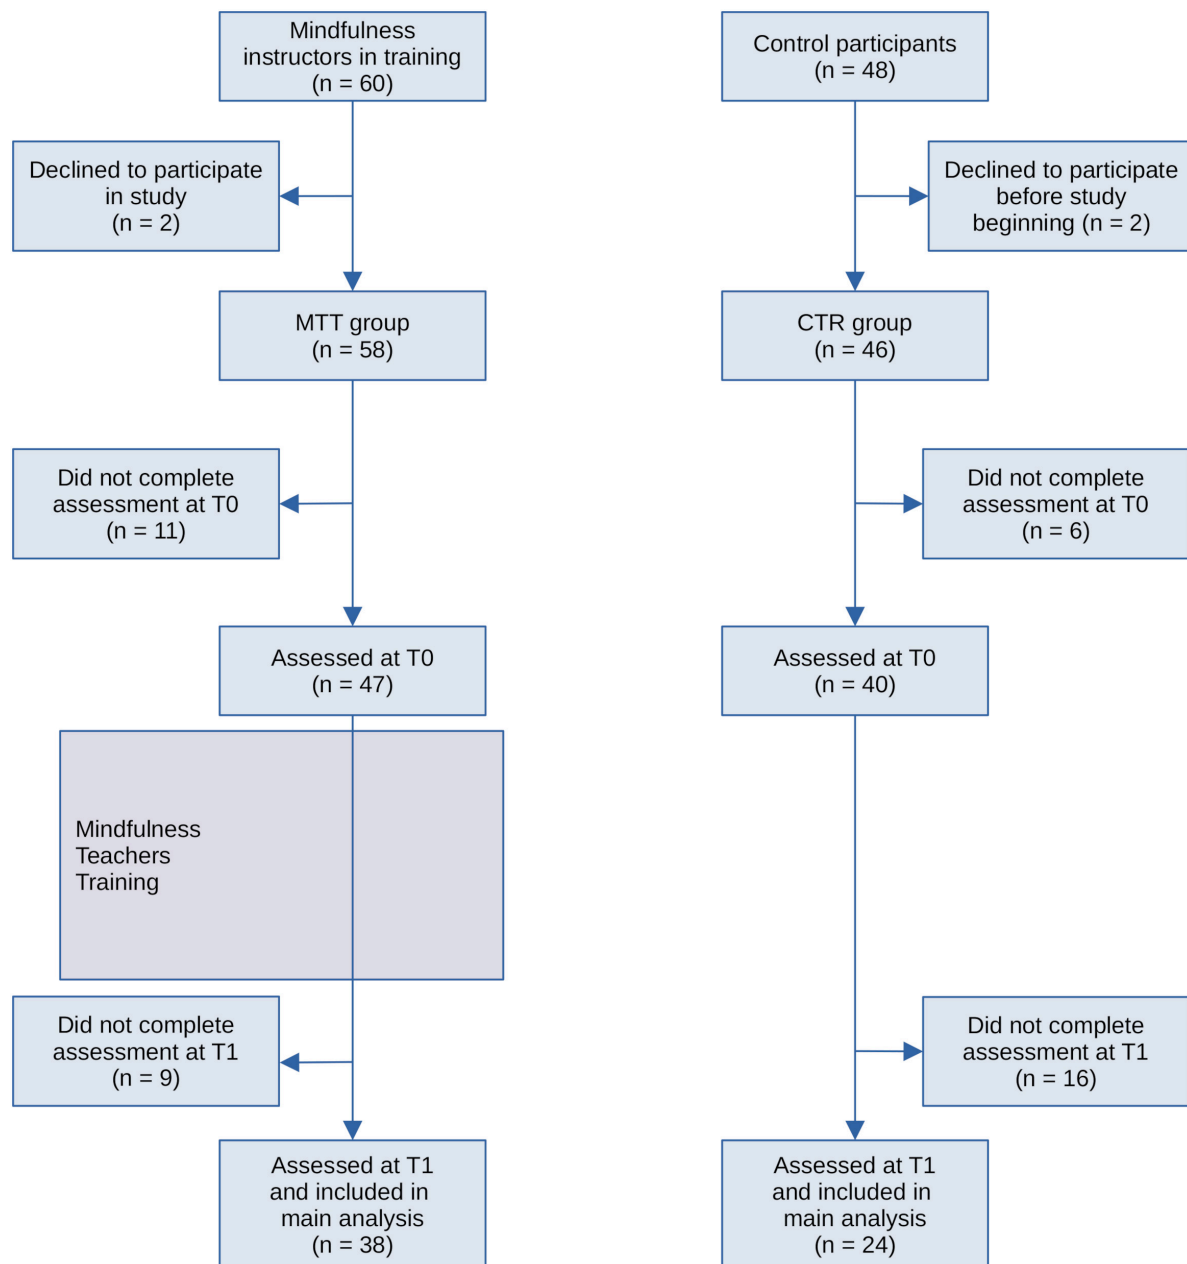 Mindfulness
instructors in training
(n = 60)
Control participants
(n = 48)
Declined to participate
in study
(n = 2)
Declined to participate
before study
beginning (n = 2)
MTT group
(n = 58)
CTR group
(n = 46)
Did not complete
assessment at T0
(n = 11)
Did not complete
assessment at T0
(n = 6)
Assessed at T0
(n = 47)
Assessed at T0
(n = 40)
Mindfulness
Teachers
Training
Did not complete
assessment at T1
(n = 9)
Did not complete
assessment at T1
(n = 16)
Assessed at T1
and included in
main analysis
(n = 38)
Assessed at T1
and included in
main analysis
(n = 24)